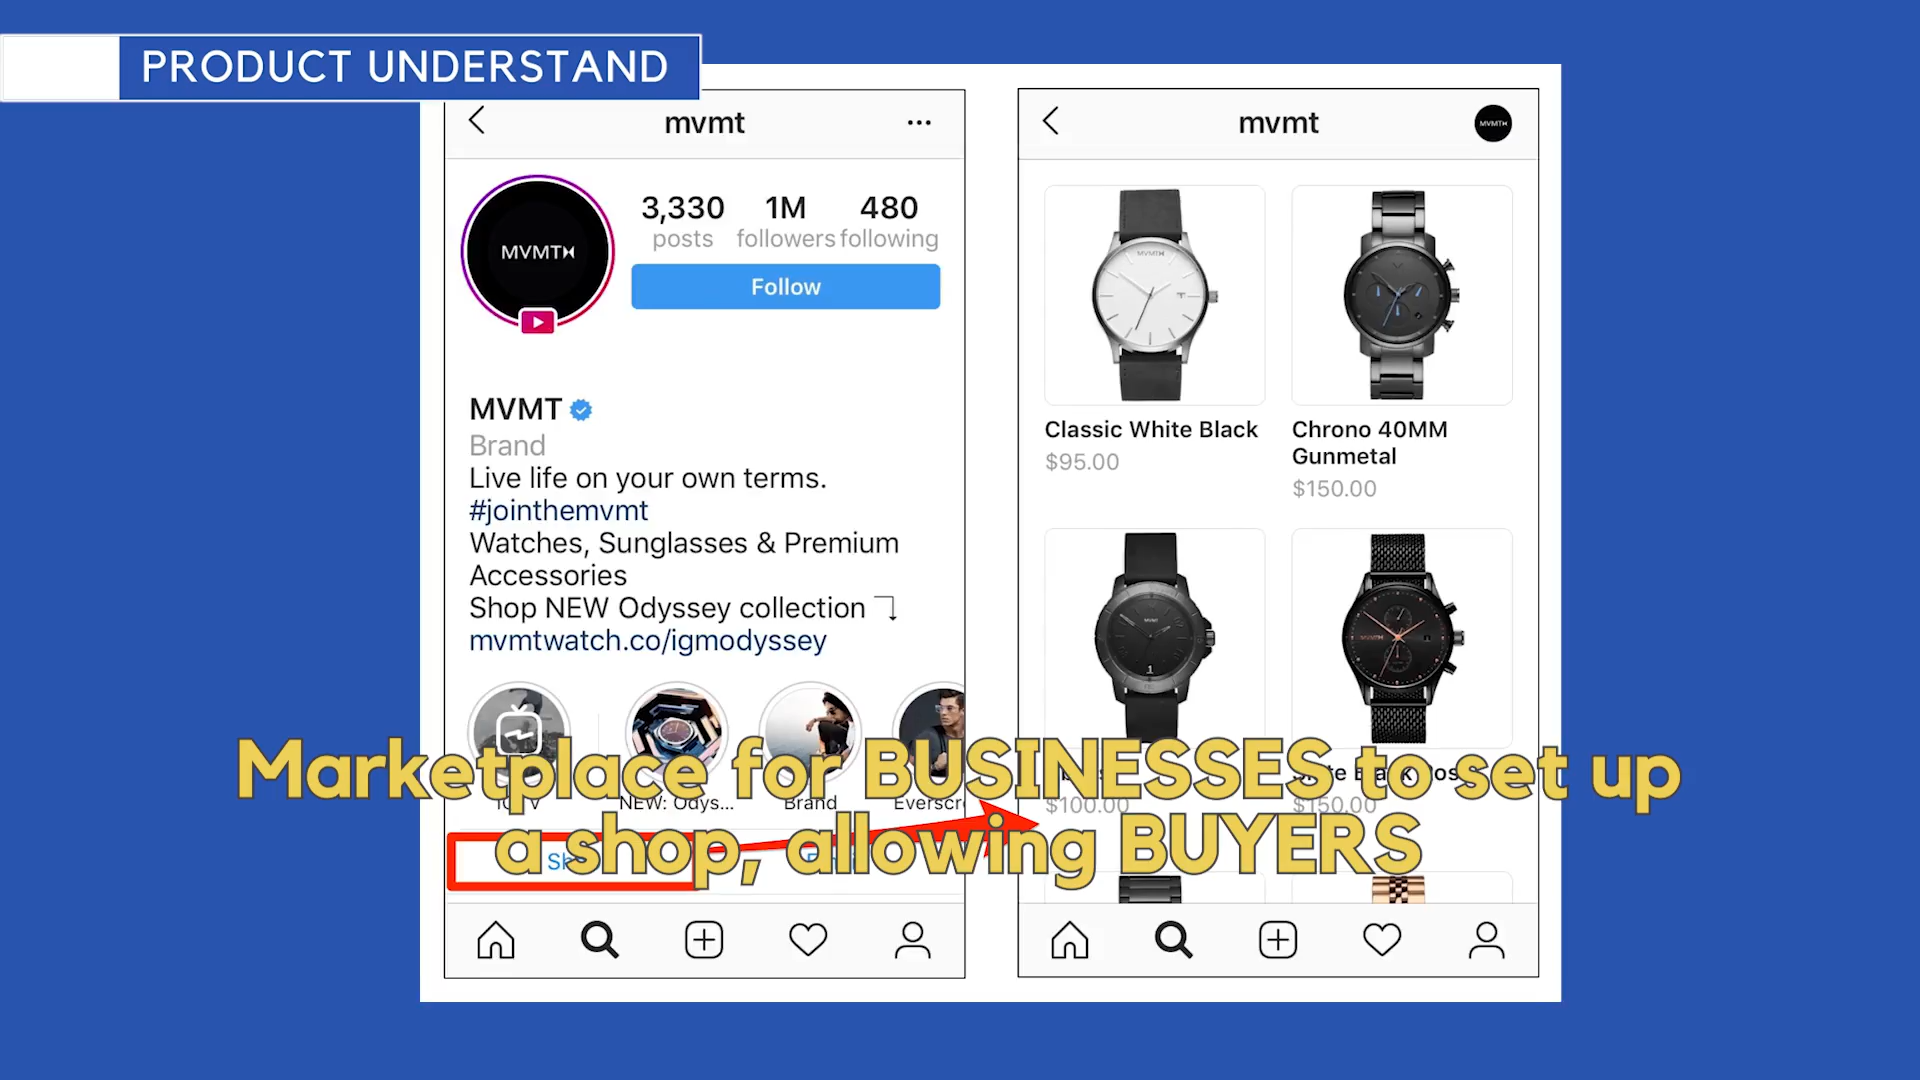 PRODUCT UNDERSTAND
mvmt
MVMT
3,330
1M
480
posts
followers
following
Follow
MVMT
Brand
Live life on your own terms.
#jointhemvmt
Watches, Sunglasses & Premium
Accessories
Shop NEW Odyssey collection
mvmtwatch.co/igmodyssey
NEW: Odys...
Brand
mvmt
MVMT
Classic White Black
$95.00
Chrono 40MM
Gunmetal
$150.00
$100.00
$150.00
Marketplace for BUSINESSES to set up
a shop, allowing BUYERS